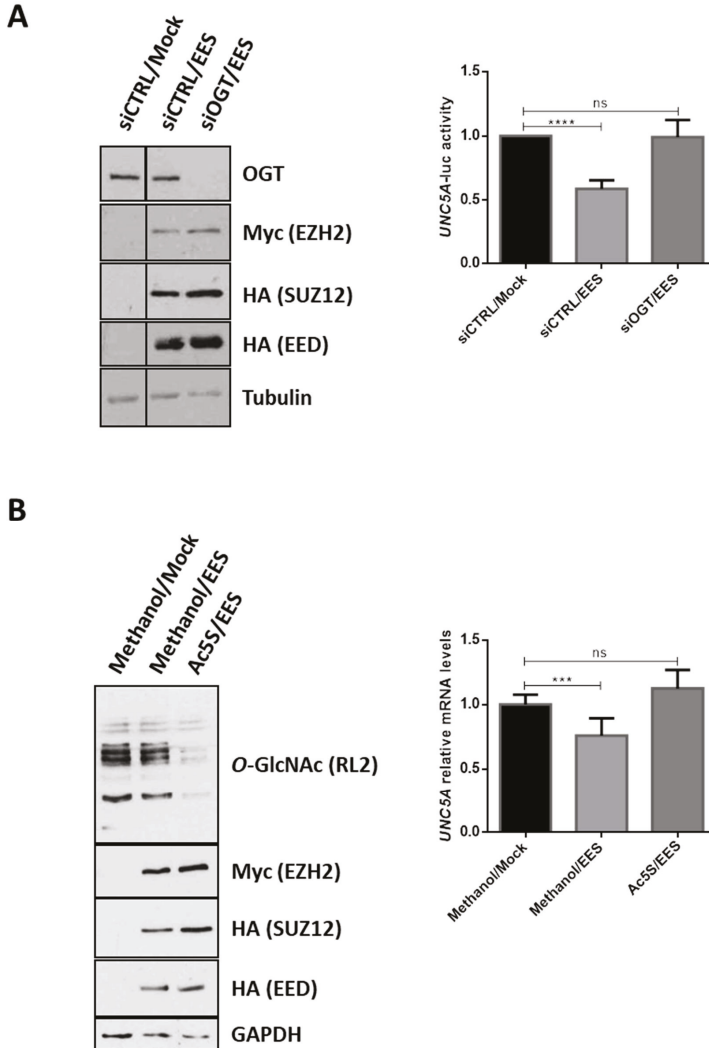 A
siCTRL/Mock
siCTRL/EES
siOGT/EES
OGT
Myc (EZH2)
HA (SUZ12)
HA (EED)
Tubulin
UNC5A-luc activity
1.5
1.0
0.5
0.0
ns
****
siCTRL/Mock
siCTRL/EES
siOGT/EES
B
Methanol/Mock
Methanol/EES
Ac5S/EES
O-GlcNAc (RL2)
Myc (EZH2)
HA (SUZ12)
HA (EED)
GAPDH
UNC5A relative mRNA levels
1.5
1.0
0.5
0.0
ns
***
Methanol/Mock
Methanol/EES
Ac5S/EES